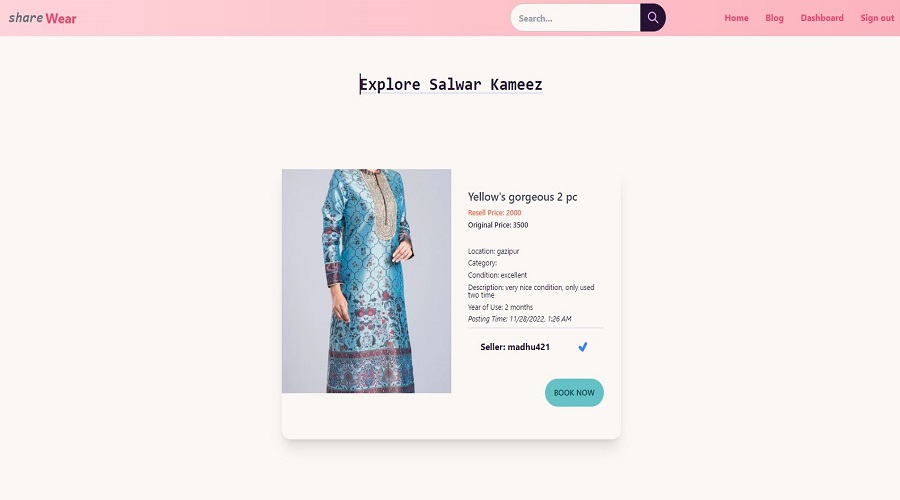 share Wear
Search...
Home Blog Dashboard Sign out
Explore Salwar Kameez
Yellow's gorgeous 2 pc
Resell Price: 2000
Original Price: 3500
Location: gazipur
Category:
Condition: excellent
Description: very nice condition, only used
two time
Year of Use: 2 months
Posting Time: 11/28/2022, 1:26 AM
Seller: madhu421
BOOK NOW